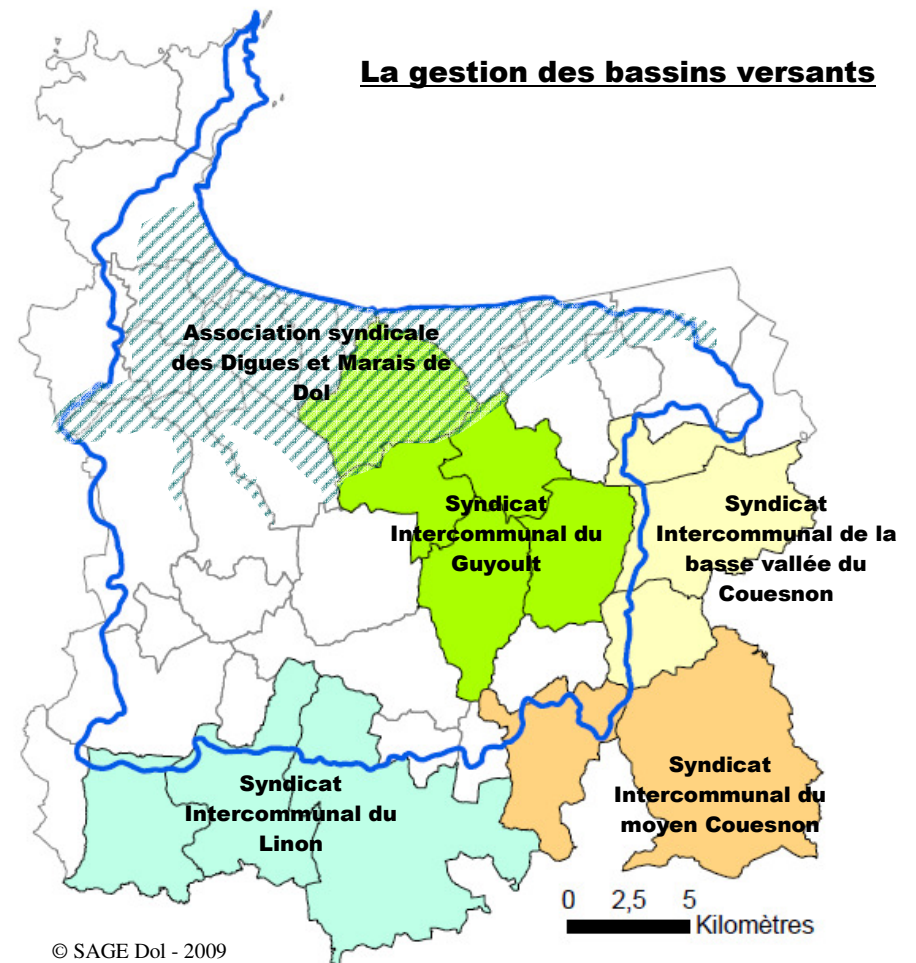 La gestion des bassins versants
Association syndicale
des Digues et Marais de
Dol
Syndicat
Intercommunal du
Guyoult
Syndicat
Intercommunal de la
basse vallée du
Couesnon
Syndicat
Intercommunal du
Linon
Syndicat
Intercommunal du
moyen Couesnon
0 2,5 5
Kilomètres
© SAGE Dol - 2009